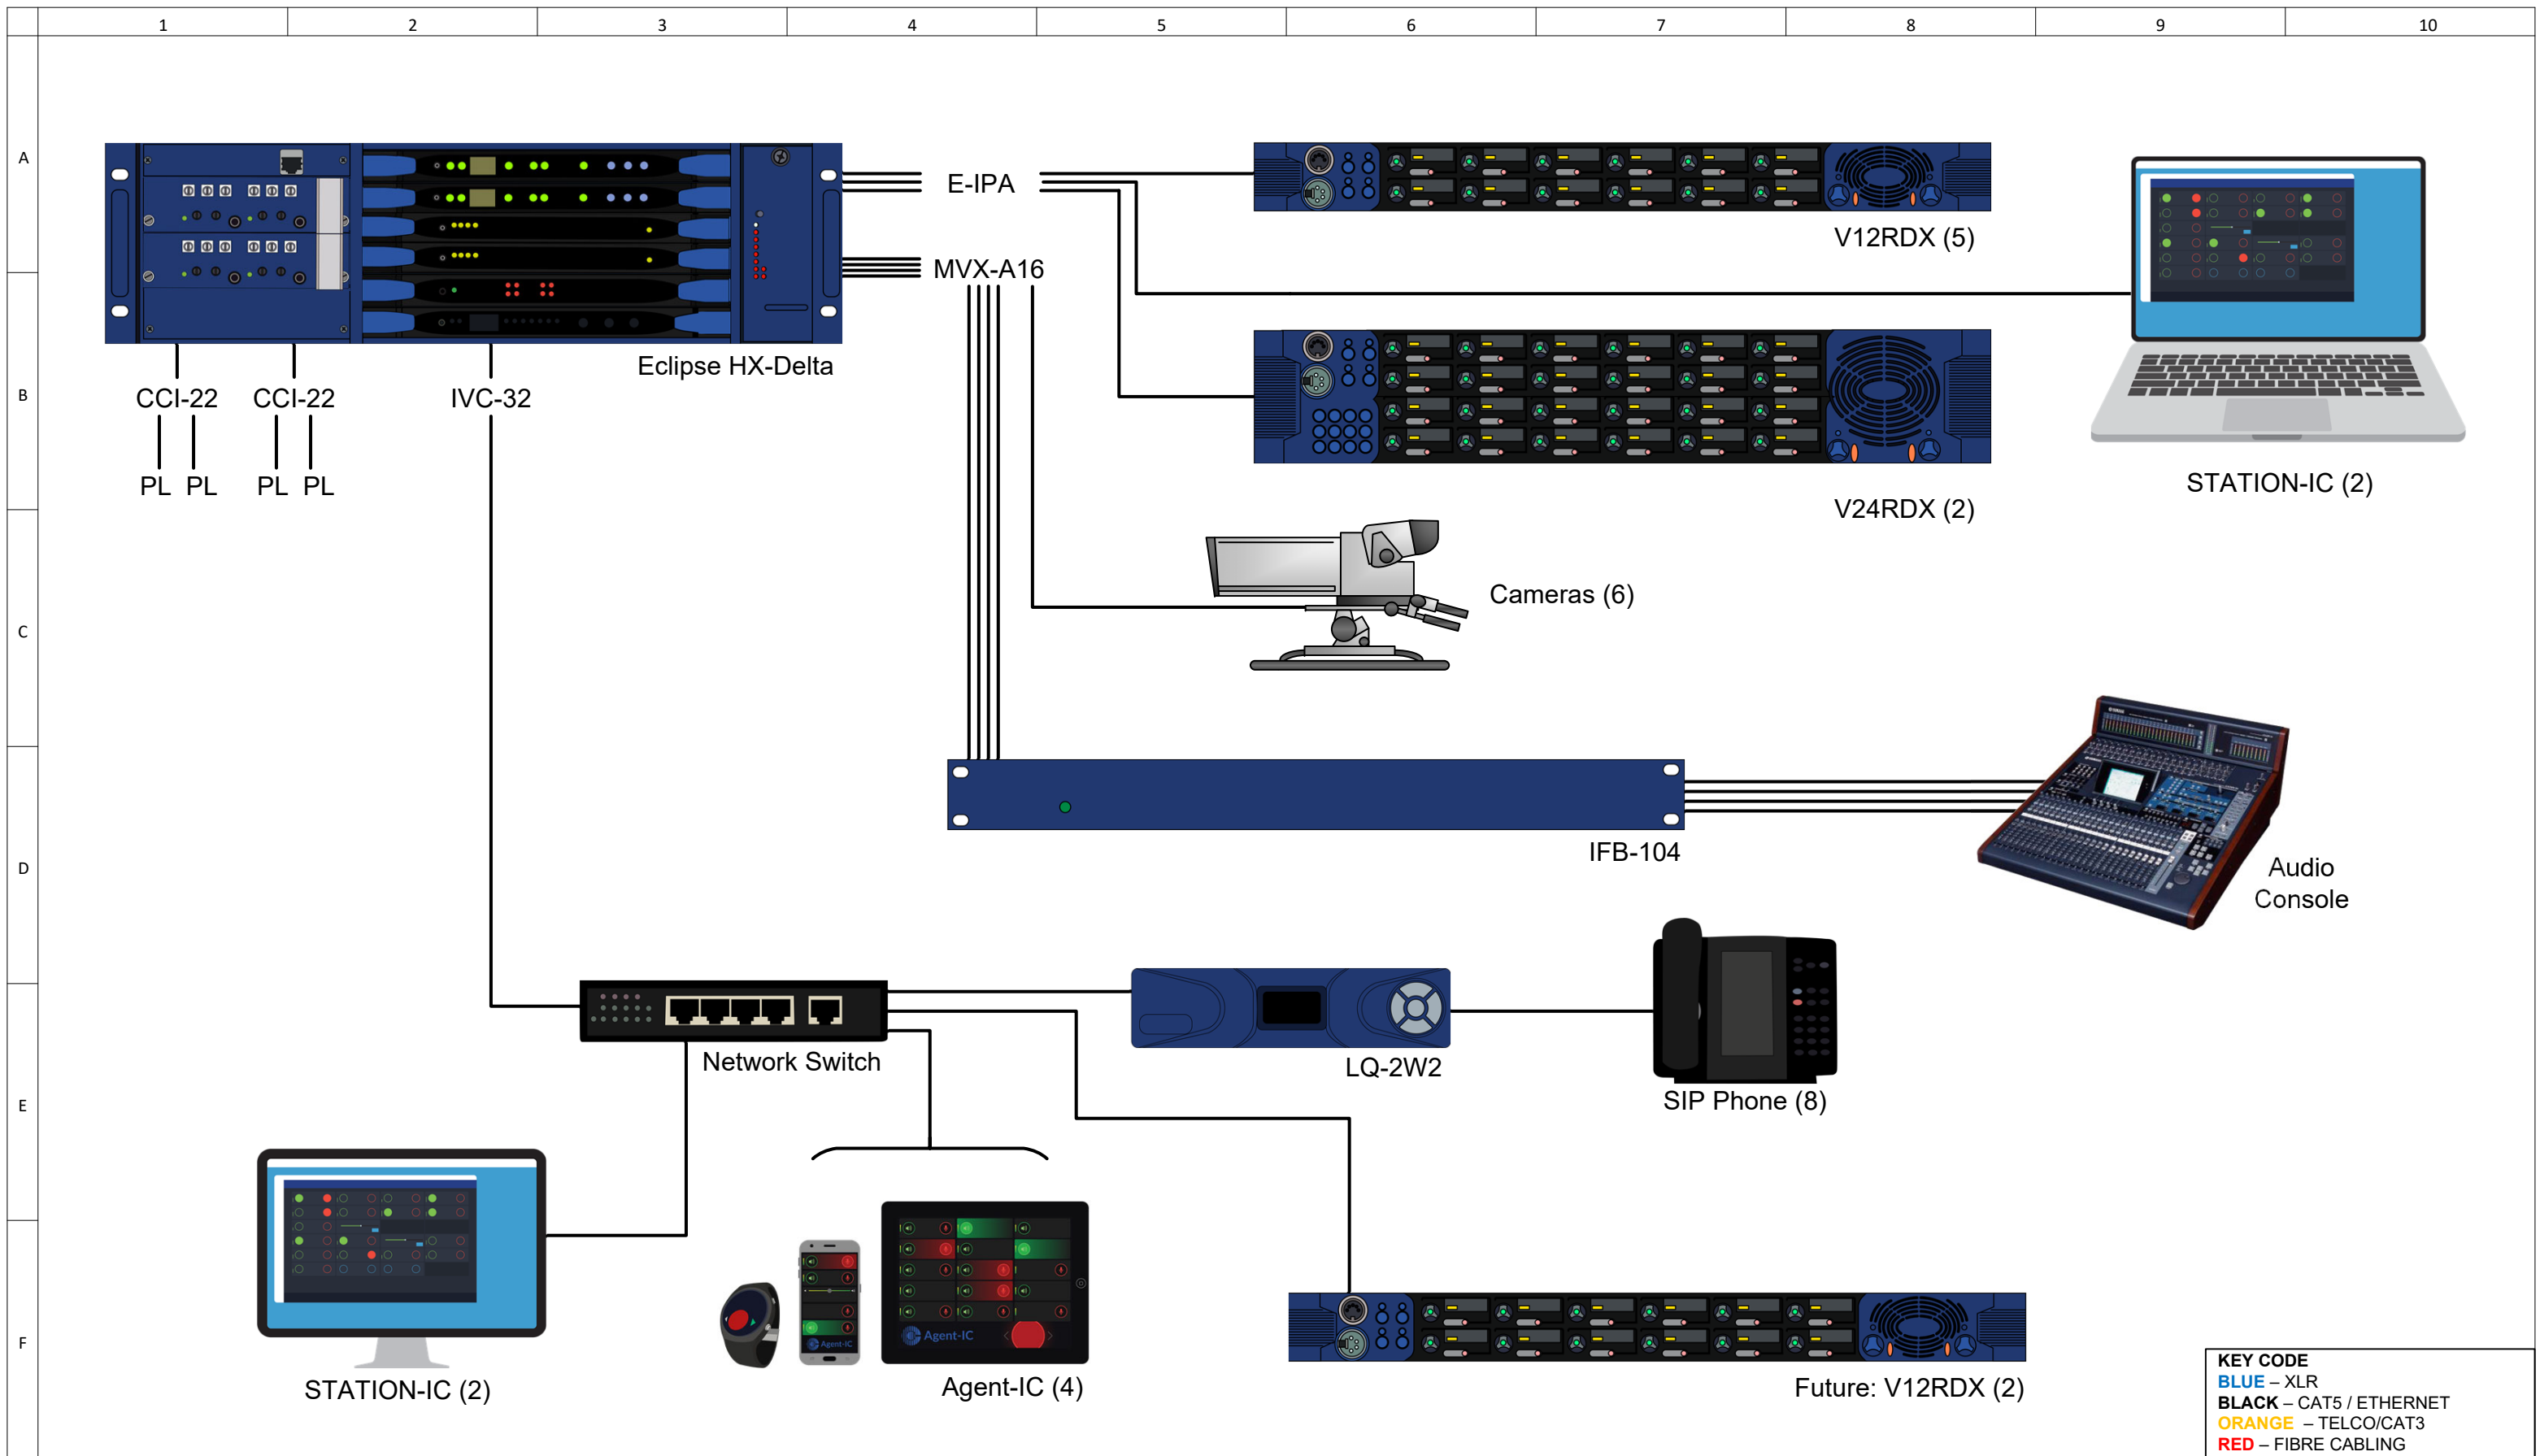 1 2 3 4 5 6 7 8 9 10
A
E-IPA
V12RDX (5)
MVX-A16
Eclipse HX-Delta
B
CCI-22 CCI-22 IVC-32
PL PL PL PL
STATION-IC (2)
V24RDX (2)
C
Cameras (6)
IFB-104
D
Audio
Console
Network Switch
LQ-2W2
SIP Phone (8)
E
Agent-IC
Agent-IC
F
STATION-IC (2)
Agent-IC (4)
Future: V12RDX (2)
KEY CODE
BLUE – XLR
BLACK – CAT5 / ETHERNET
ORANGE – TELCO/CAT3
RED – FIBRE CABLING